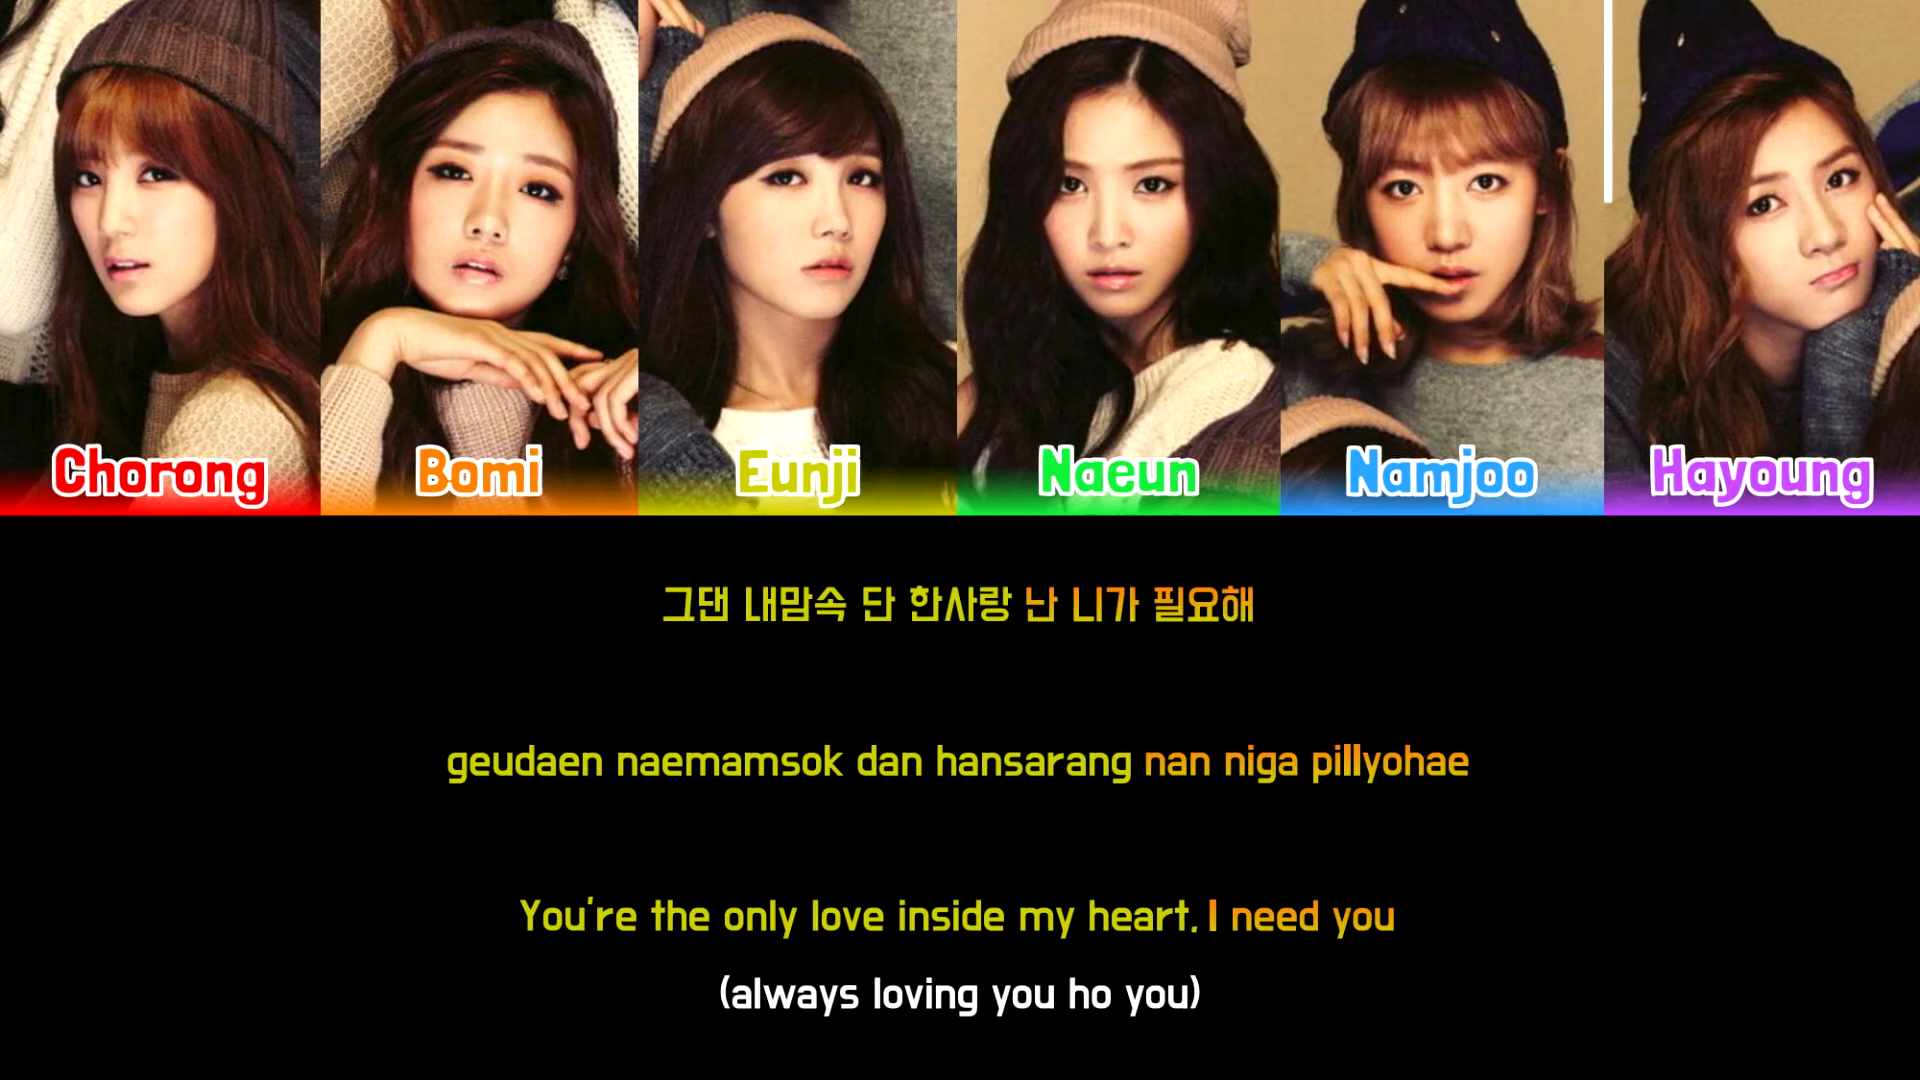 Chorong Bomi Eunji Naeun Namjoo Hayoung
그댄 내맘속 단 한사랑 난 니가 필요해
geudaen naemamsok dan hansarang nan niga pillyohae
You're the only love inside my heart, I need you
(always loving you ho you)